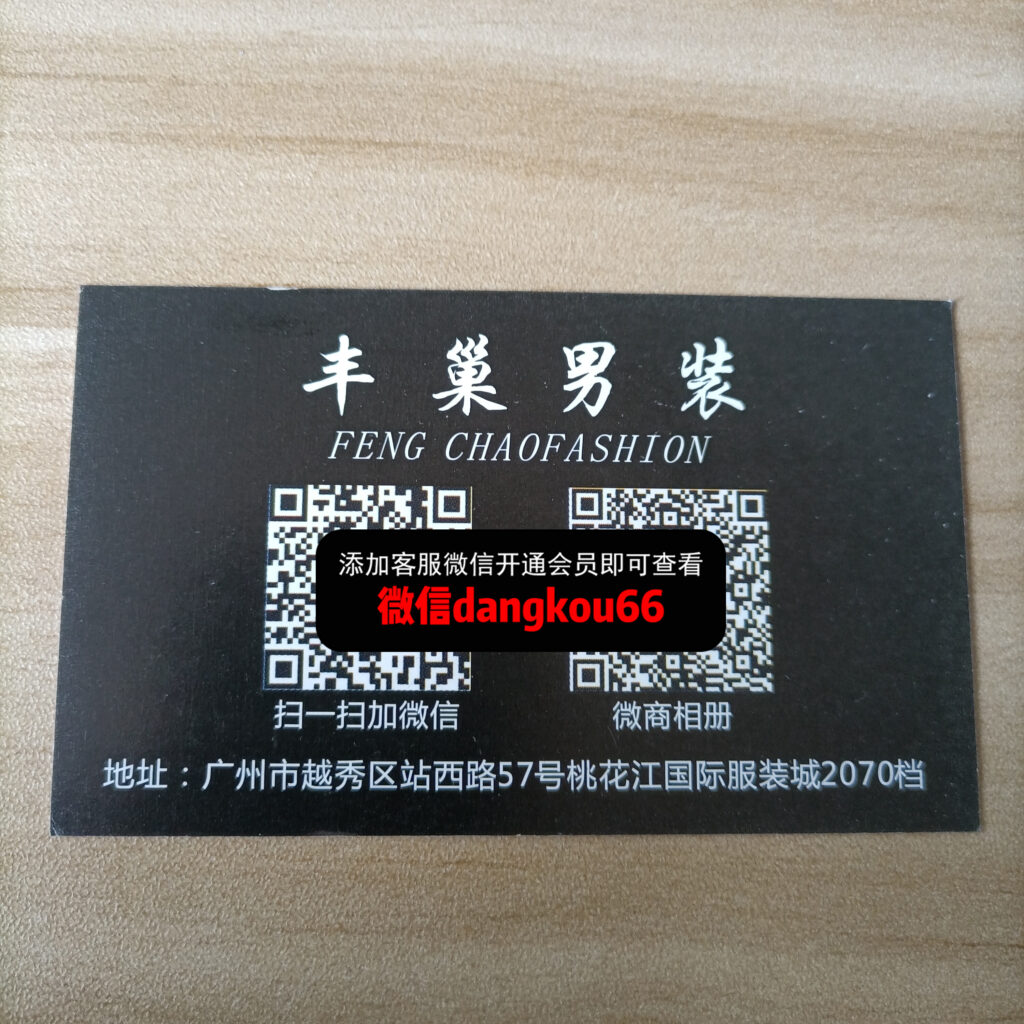 丰巢男装
FENG CHAOFASHION
添加客服微信开通会员即可查看
微信dangkou66
扫一扫加微信
微商相册
地址：广州市越秀区站西路57号桃花江国际服装城2070档